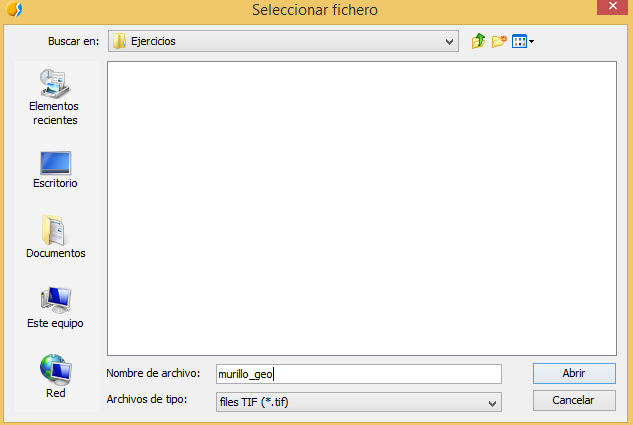 Seleccionar fichero
Buscar en:
Ejercicios
Elementos
recientes
Escritorio
Documentos
Este equipo
Red
Nombre de archivo:
murillo_geo
Abrir
Archivos de tipo:
files TIF (*.tif)
Cancelar